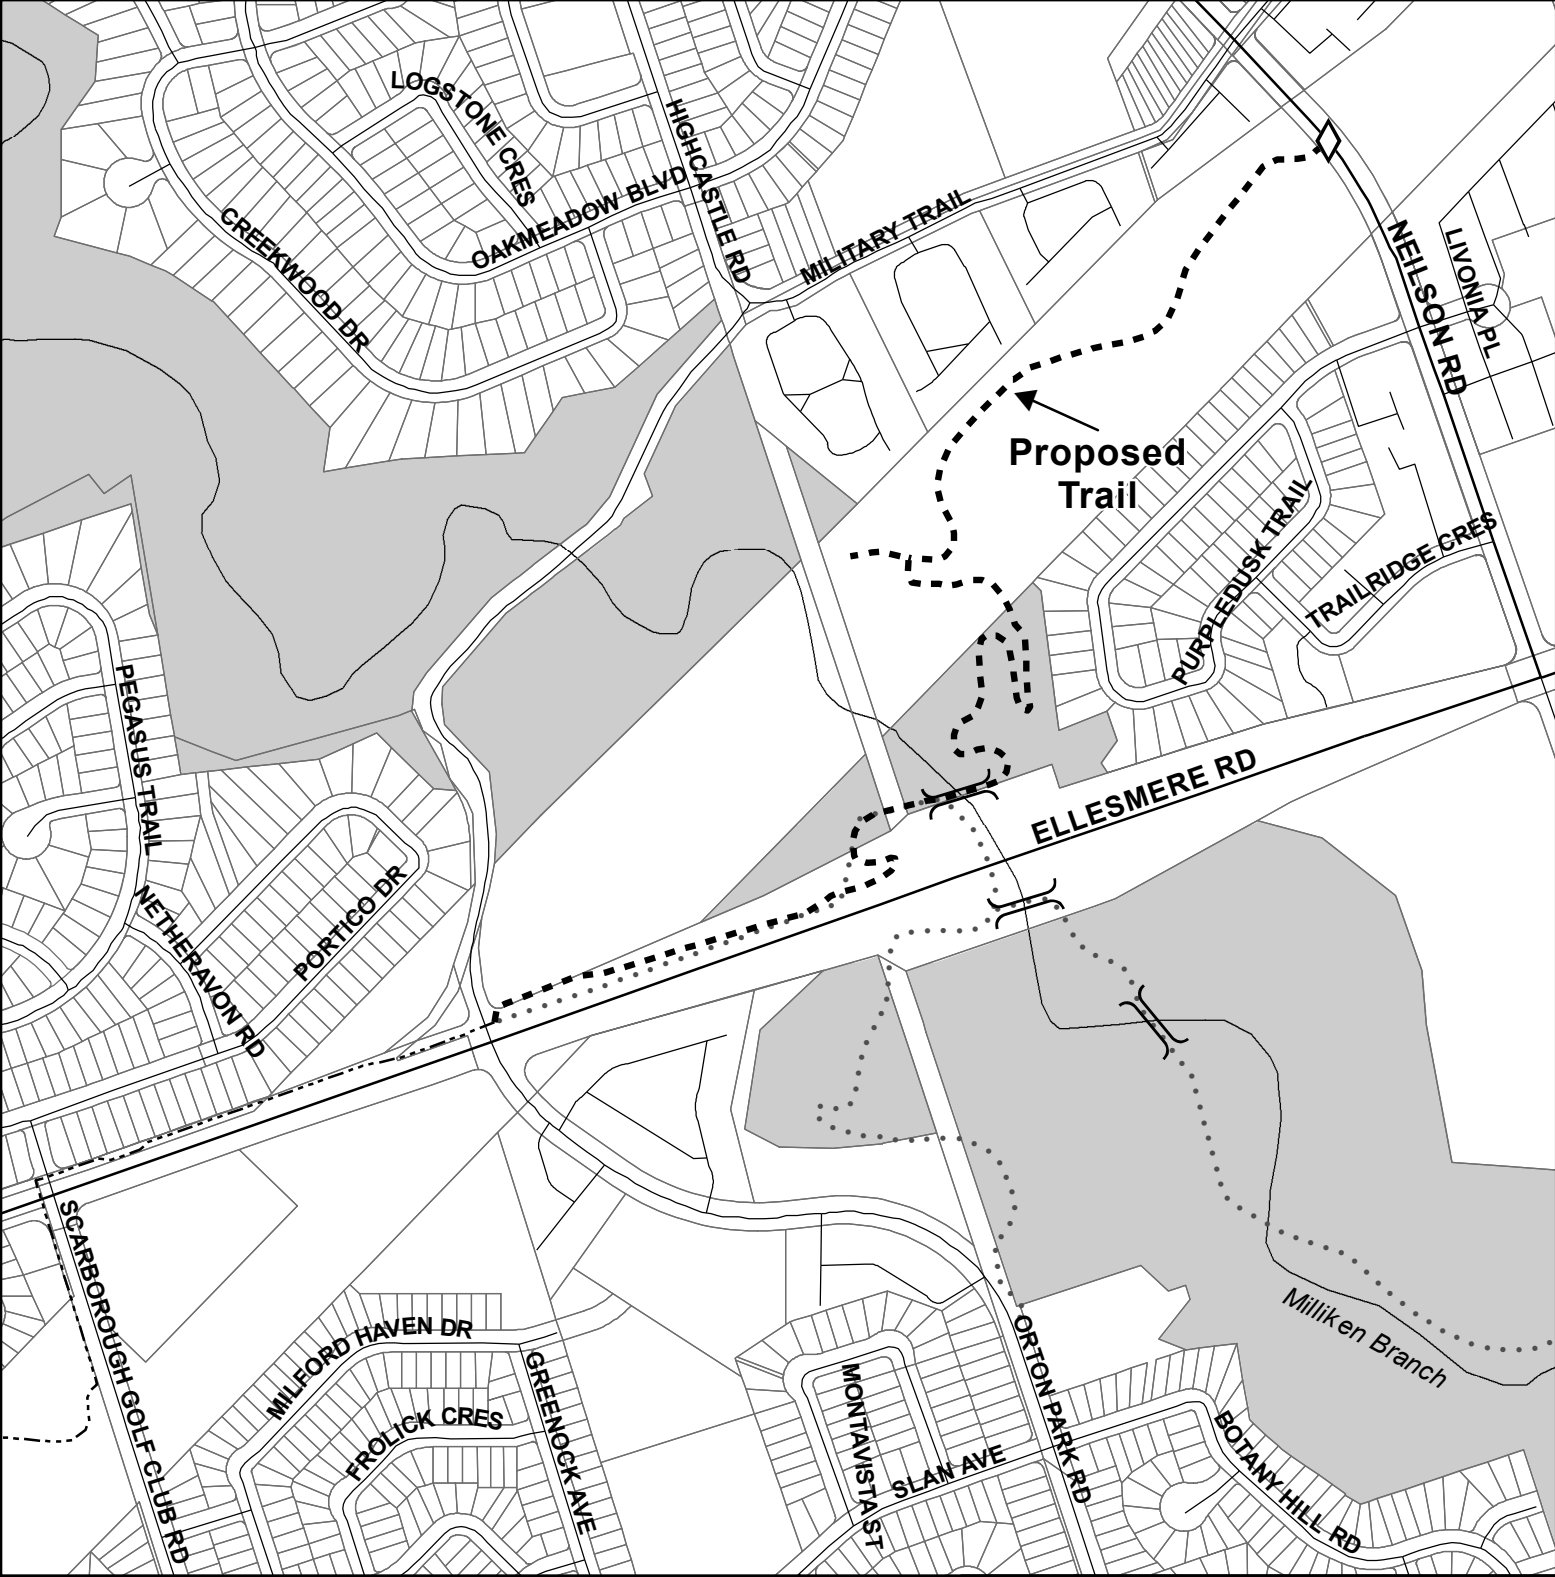 LOGSTONE CRES
HIGHCASTLE RD
OAKMEADOW BLVD
MILITARY TRAIL
CREEKWOOD DR
NEILSON RD
LIVONIA PL
Proposed
Trail
PURPLEDUSK TRAIL
TRAILRIDGE CRES
PEGASUS TRAIL
ELLESMERE RD
PORTICO DR
NETHERAVON RD
SCARBOROUGH GOLF CLUB RD
MILFORD HAVEN DR
FROLICK CRES
GREENOCK AVE
MONTAVISTA ST
SLAN AVE
ORTON PARK RD
BOTANY HILL RD
Milliken Branch